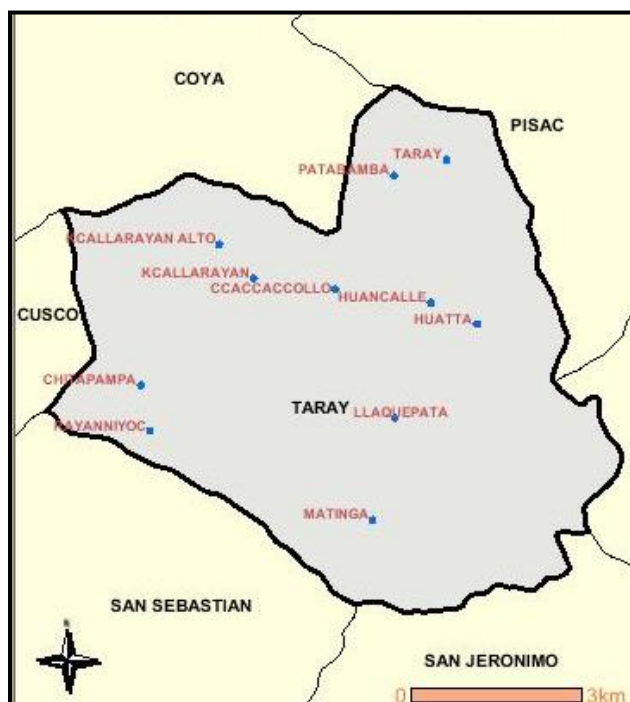 COYA
PISAC
TARAY
PATABAMBA
KCALLARAYAN ALTO
KCALLARAYAN
CCACCACCOLLO
HUANCALLE
CUSCO
HUATTA
CHITAPAMPA
TARAY
LLAQUEPATA
RAYANNIYOC
MATINGA
SAN SEBASTIAN
N
SAN JERONIMO
0 3km